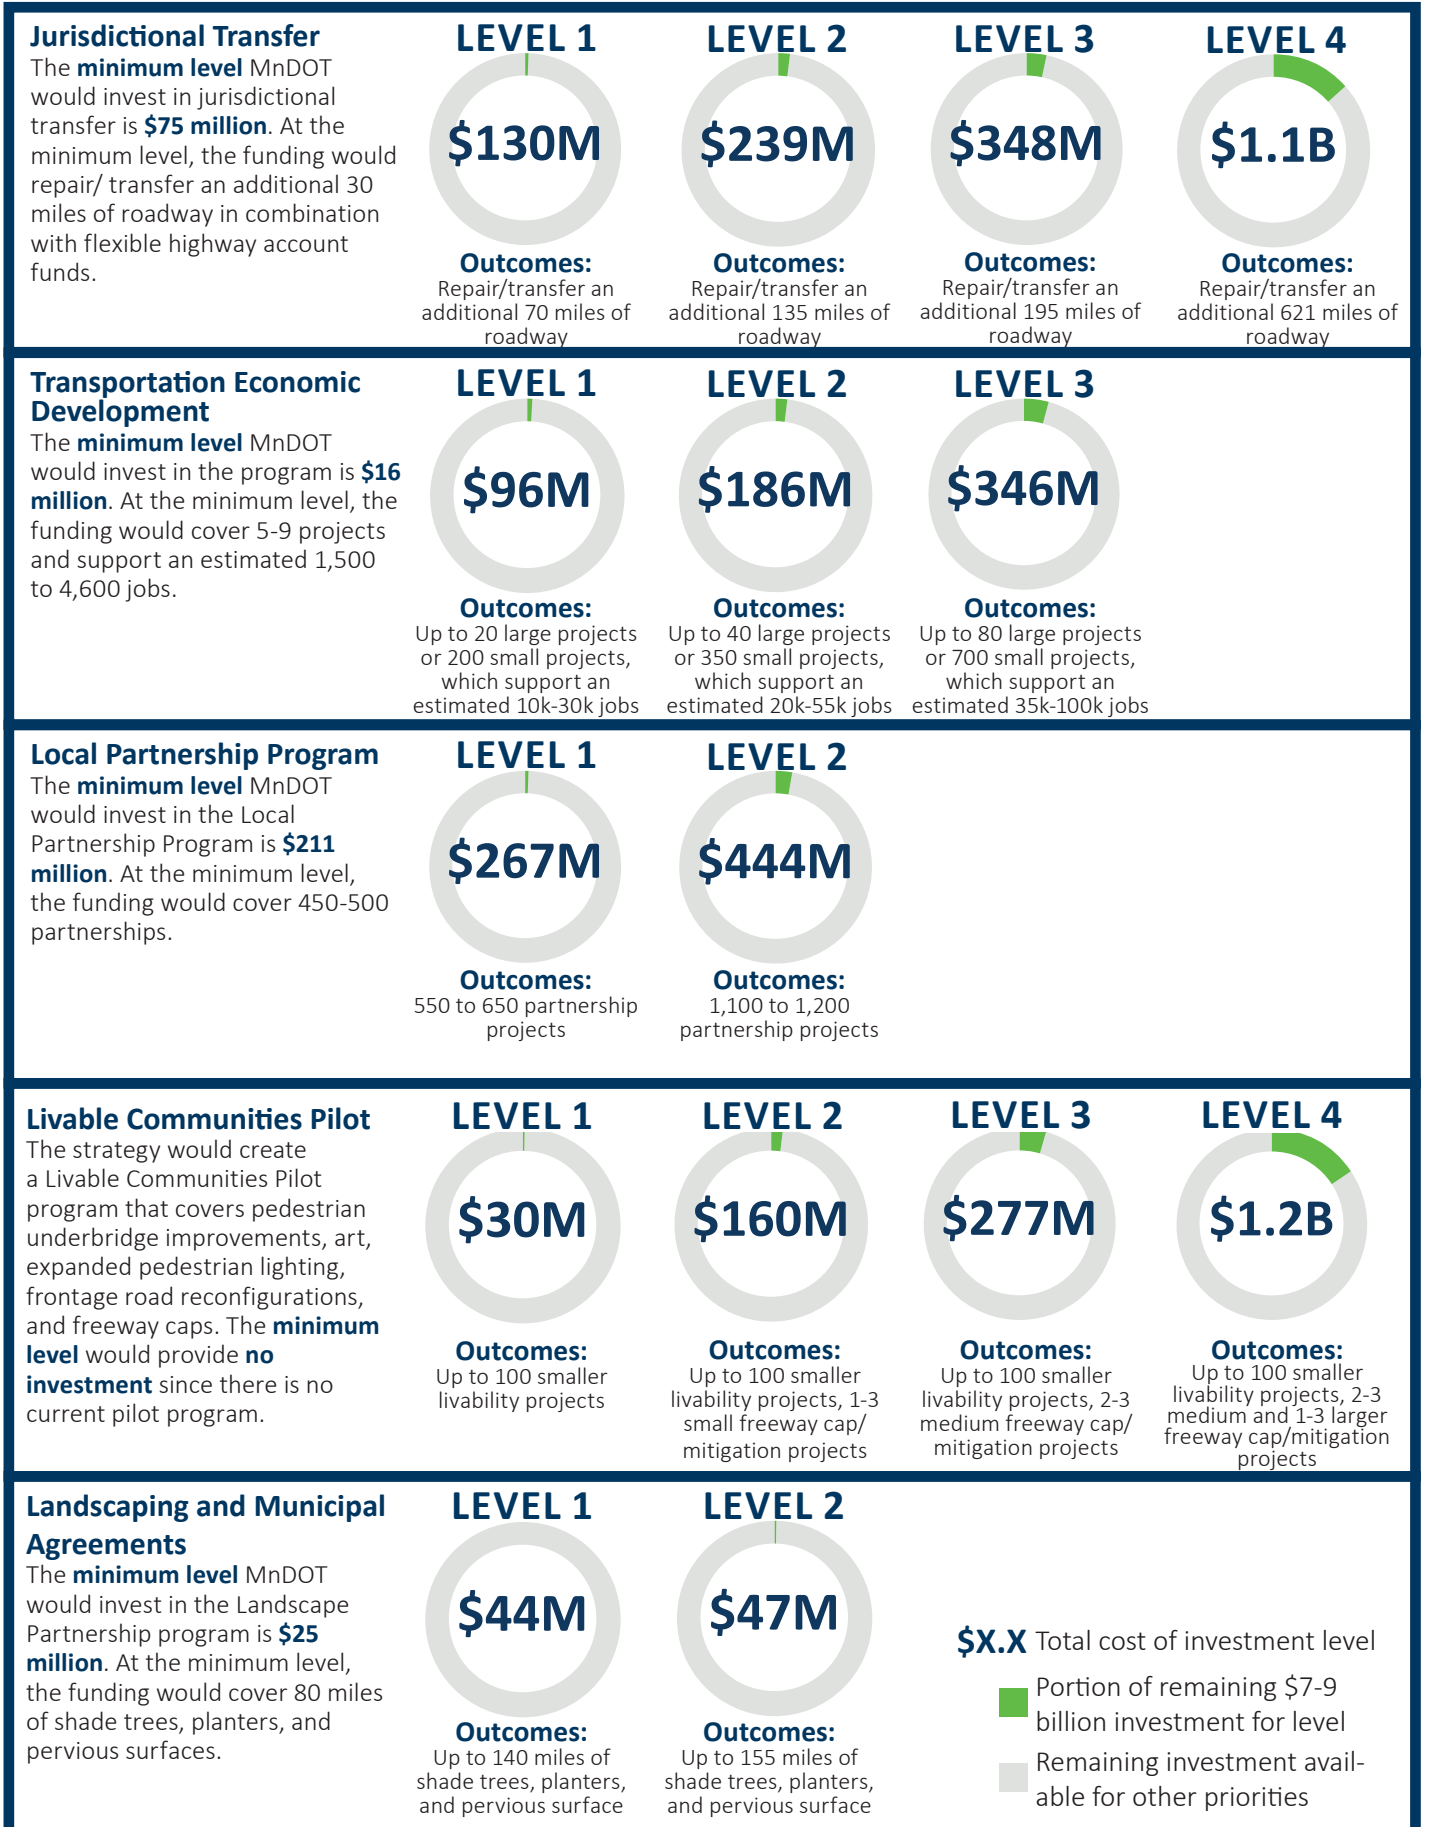 Jurisdictional Transfer
The minimum level MnDOT
would invest in jurisdictional
transfer is $75 million. At the
minimum level, the funding would
repair/ transfer an additional 30
miles of roadway in combination
with flexible highway account
funds.
LEVEL 1
$130M
Outcomes:
Repair/transfer an
additional 70 miles of
roadway
LEVEL 2
$239M
Outcomes:
Repair/transfer an
additional 135 miles of
roadway
LEVEL 3
$348M
Outcomes:
Repair/transfer an
additional 195 miles of
roadway
LEVEL 4
$1.1B
Outcomes:
Repair/transfer an
additional 621 miles of
roadway
Transportation Economic
Development
The minimum level MnDOT
would invest in the program is $16
million. At the minimum level, the
funding would cover 5-9 projects
and support an estimated 1,500
to 4,600 jobs.
LEVEL 1
$96M
Outcomes:
Up to 20 large projects
or 200 small projects,
which support an
estimated 10k-30k jobs
LEVEL 2
$186M
Outcomes:
Up to 40 large projects
or 350 small projects,
which support an
estimated 20k-55k jobs
LEVEL 3
$346M
Outcomes:
Up to 80 large projects
or 700 small projects,
which support an
estimated 35k-100k jobs
Local Partnership Program
The minimum level MnDOT
would invest in the Local
Partnership Program is $211
million. At the minimum level,
the funding would cover 450-500
partnerships.
LEVEL 1
$267M
Outcomes:
550 to 650 partnership
projects
LEVEL 2
$444M
Outcomes:
1,100 to 1,200
partnership projects
Livable Communities Pilot
The strategy would create
a Livable Communities Pilot
program that covers pedestrian
underbridge improvements, art,
expanded pedestrian lighting,
frontage road reconfigurations,
and freeway caps. The minimum
level would provide no
investment since there is no
current pilot program.
LEVEL 1
$30M
Outcomes:
Up to 100 smaller
livability projects
LEVEL 2
$160M
Outcomes:
Up to 100 smaller
livability projects, 1-3
small freeway cap/
mitigation projects
LEVEL 3
$277M
Outcomes:
Up to 100 smaller
livability projects, 2-3
medium freeway cap/
mitigation projects
LEVEL 4
$1.2B
Outcomes:
Up to 100 smaller
livability projects, 2-3
medium and 1-3 larger
freeway cap/mitigation
projects
Landscaping and Municipal
Agreements
The minimum level MnDOT
would invest in the Landscape
Partnership program is $25
million. At the minimum level,
the funding would cover 80 miles
of shade trees, planters, and
pervious surfaces.
LEVEL 1
$44M
Outcomes:
Up to 140 miles of
shade trees, planters,
and pervious surface
LEVEL 2
$47M
Outcomes:
Up to 155 miles of
shade trees, planters,
and pervious surface
$X.X Total cost of investment level
Portion of remaining $7-9
billion investment for level
Remaining investment avail-
able for other priorities